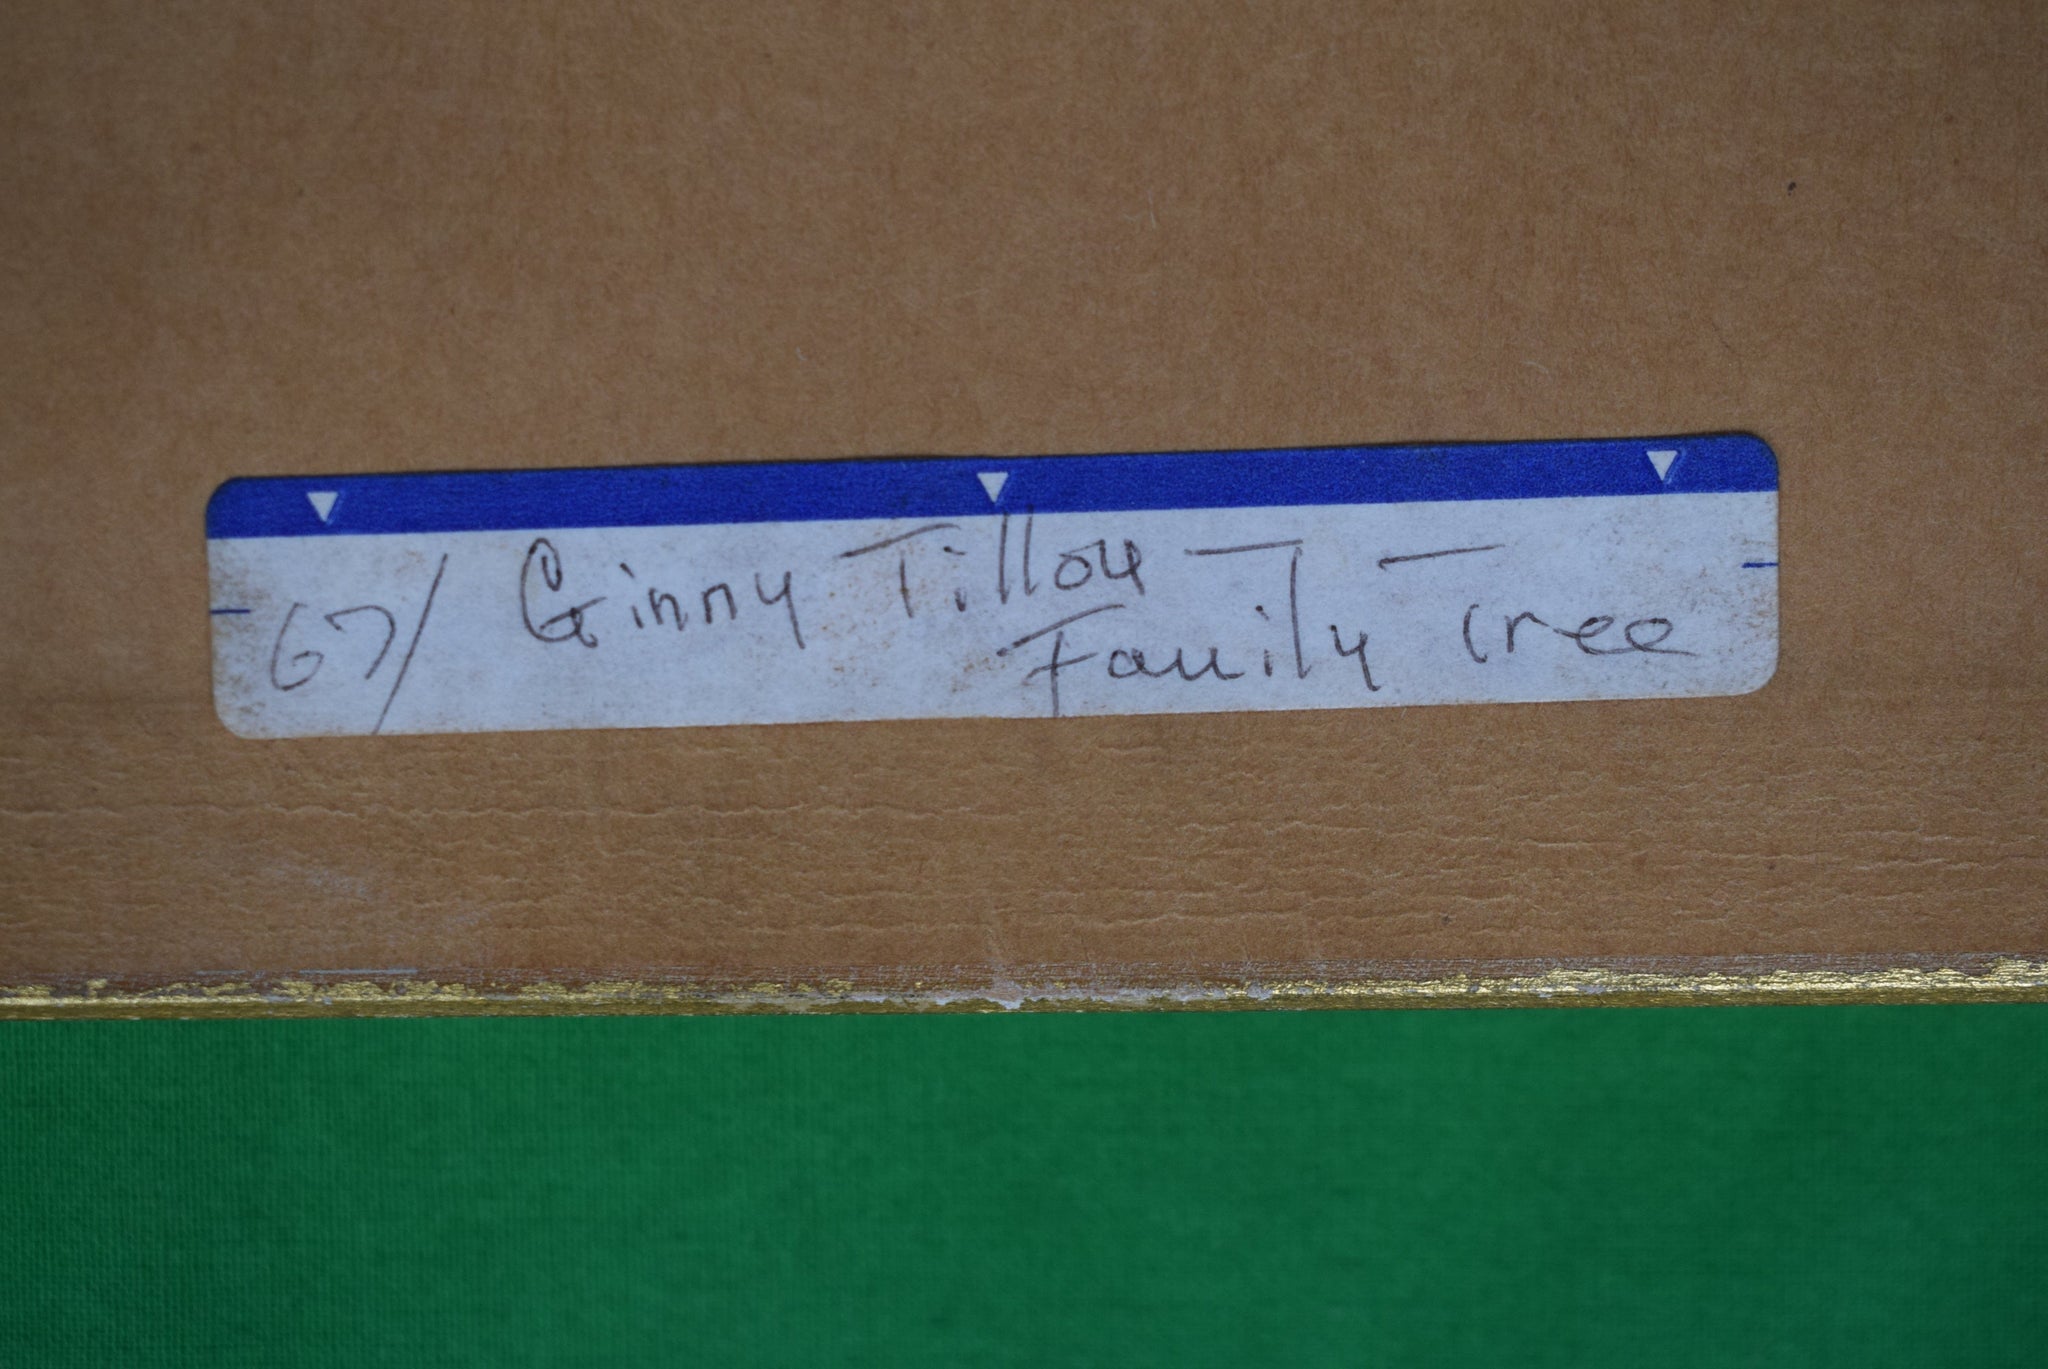 67/ Ginny Tillou —
Family Tree